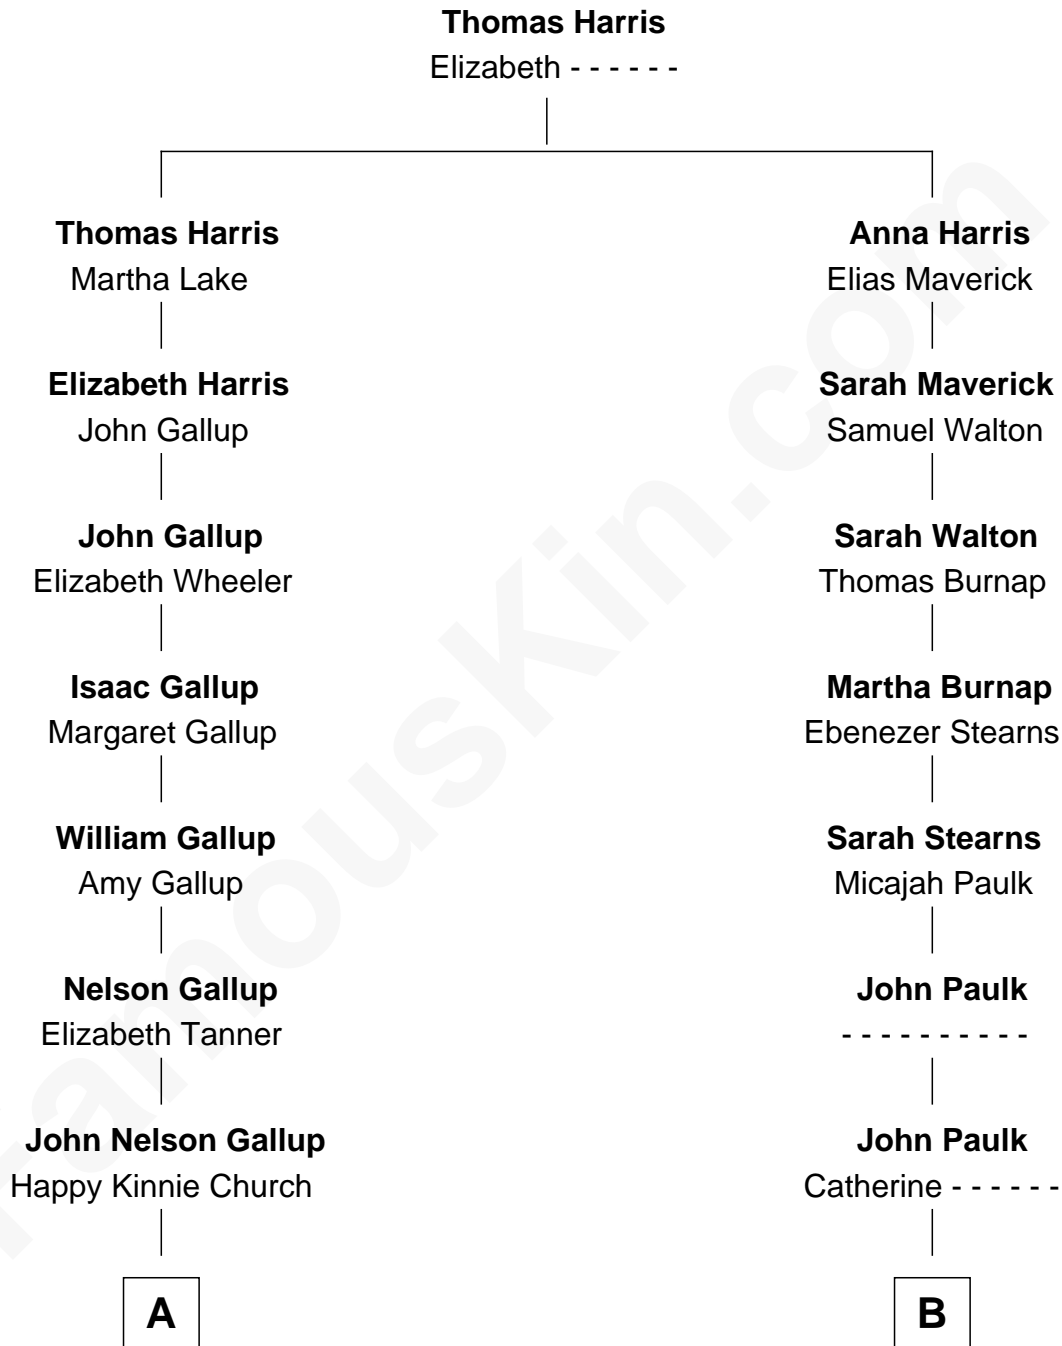 Thomas Harris
Elizabeth - - - - - -
Thomas Harris
Martha Lake
Anna Harris
Elias Maverick
Elizabeth Harris
John Gallup
Sarah Maverick
Samuel Walton
John Gallup
Elizabeth Wheeler
Sarah Walton
Thomas Burnap
Isaac Gallup
Margaret Gallup
Martha Burnap
Ebenezer Stearns
William Gallup
Amy Gallup
Sarah Stearns
Micajah Paulk
Nelson Gallup
Elizabeth Tanner
John Paulk
- - - - - - - - - -
John Nelson Gallup
Happy Kinnie Church
John Paulk
Catherine - - - - - -
A
B
FamousKin.com